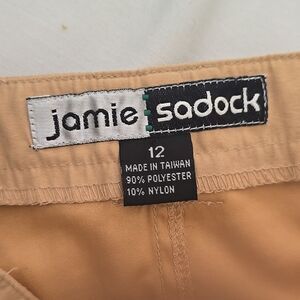 jamie sadock
12
MADE IN TAIWAN
90% POLYESTER
10% NYLON